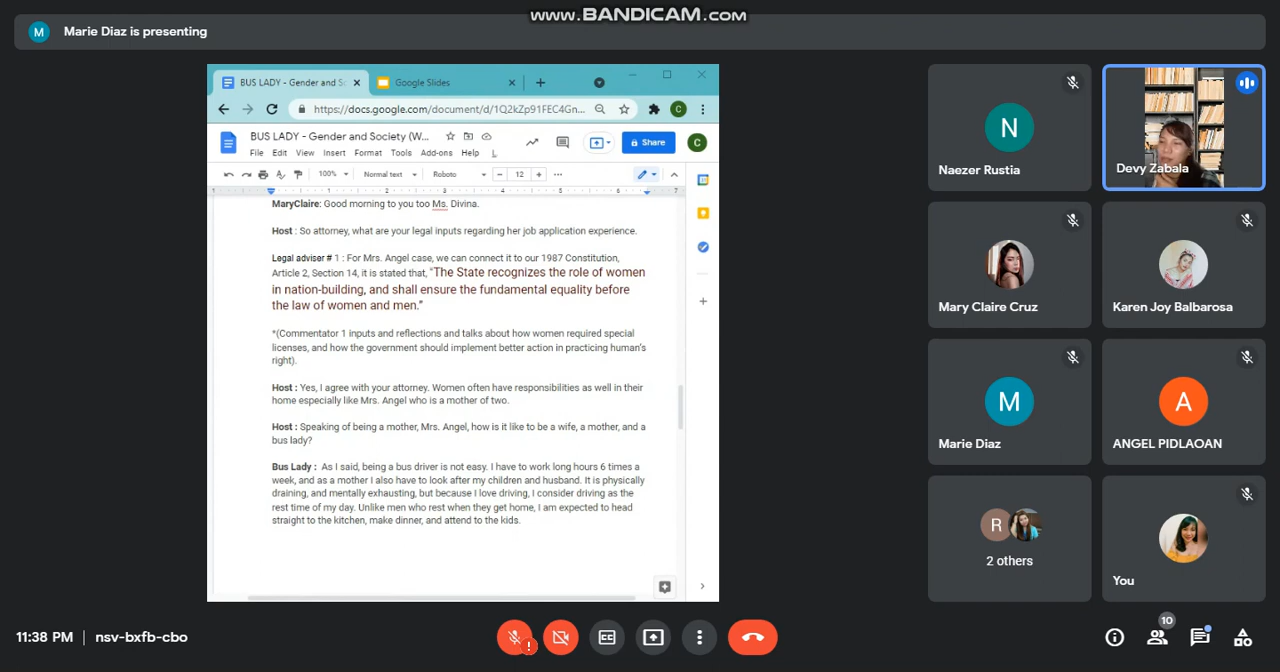 www.BANDICAM.com
M Marie Diaz is presenting
BUS LADY - Gender and So
Google Slides
https://docs.google.com/document/d/1Q2kZp91FEC4Gn...
C
BUS LADY - Gender and Society (W...
File Edit View Insert Format Tools Add-ons Help L
Share
C
100% Normal text Roboto 12
1 1 2 3 4 5 6 7
MaryClaire: Good morning to you too Ms. Divina.
Host : So attorney, what are your legal inputs regarding her job application experience.
Legal adviser # 1 : For Mrs. Angel case, we can connect it to our 1987 Constitution,
Article 2, Section 14, it is stated that, "The State recognizes the role of women
in nation-building, and shall ensure the fundamental equality before
the law of women and men."
*(Commentator 1 inputs and reflections and talks about how women required special
licenses, and how the government should implement better action in practicing human's
right).
Host : Yes, I agree with your attorney. Women often have responsibilities as well in their
home especially like Mrs. Angel who is a mother of two.
Host : Speaking of being a mother, Mrs. Angel, how is it like to be a wife, a mother, and a
bus lady?
Bus Lady : As I said, being a bus driver is not easy. I have to work long hours 6 times a
week, and as a mother I also have to look after my children and husband. It is physically
draining, and mentally exhausting, but because I love driving, I consider driving as the
rest time of my day. Unlike men who rest when they get home, I am expected to head
straight to the kitchen, make dinner, and attend to the kids.
N
Naezer Rustia
Devy Zabala
Mary Claire Cruz
Karen Joy Balbarosa
M
Marie Diaz
A
ANGEL PIDLAOAN
R
2 others
You
11:38 PM | nsv-bxfb-cbo
10